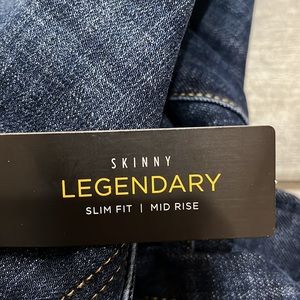 SKINNY
LEGENDARY
SLIM FIT | MID RISE